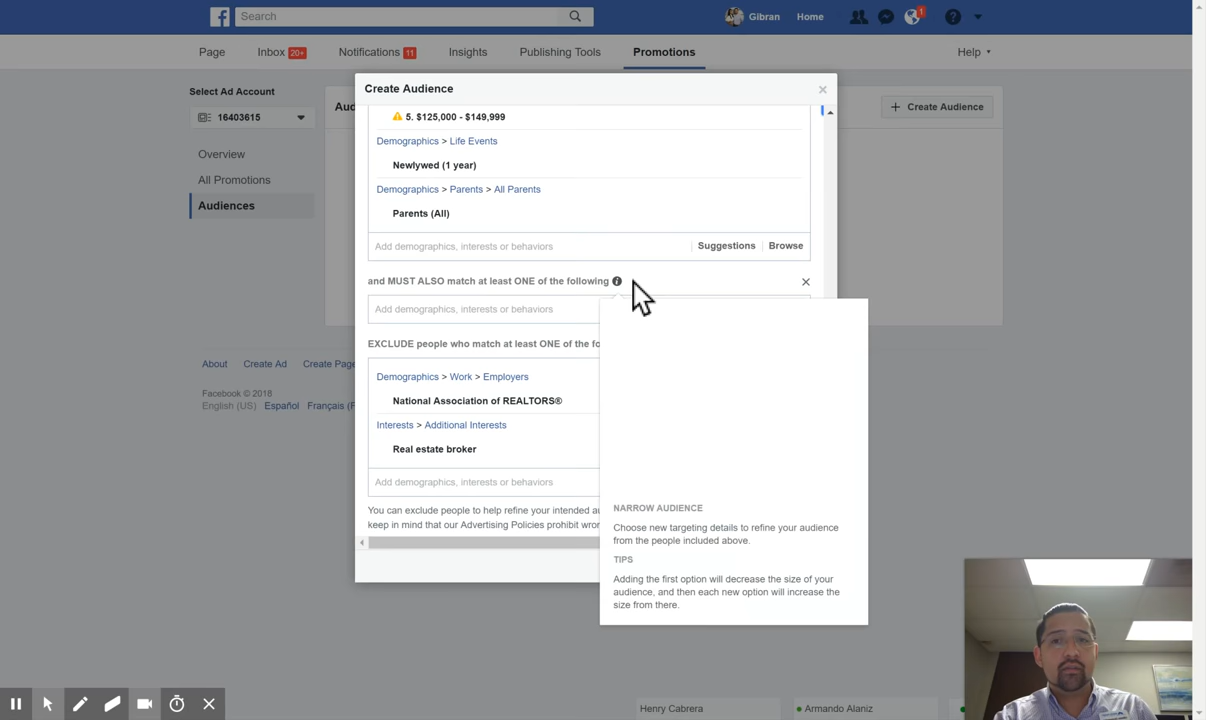 Search
Gibran
Home
1
Page
Inbox 20+
Notifications 11
Insights
Publishing Tools
Promotions
Help
Select Ad Account
16403615
Overview
All Promotions
Audiences
Aud
+ Create Audience
Create Audience
5. $125,000 - $149,999
Demographics > Life Events
Newlywed (1 year)
Demographics > Parents > All Parents
Parents (All)
Add demographics, interests or behaviors
Suggestions
Browse
and MUST ALSO match at least ONE of the following
Add demographics, interests or behaviors
EXCLUDE people who match at least ONE of the fo
Demographics > Work > Employers
National Association of REALTORS®
Interests > Additional Interests
Real estate broker
Add demographics, interests or behaviors
You can exclude people to help refine your intended au
keep in mind that our Advertising Policies prohibit wron
NARROW AUDIENCE
Choose new targeting details to refine your audience
from the people included above.
TIPS
Adding the first option will decrease the size of your
audience, and then each new option will increase the
size from there.
About
Create Ad
Create Page
Facebook © 2018
English (US)
Español
Français (F
Henry Cabrera
Armando Alaniz